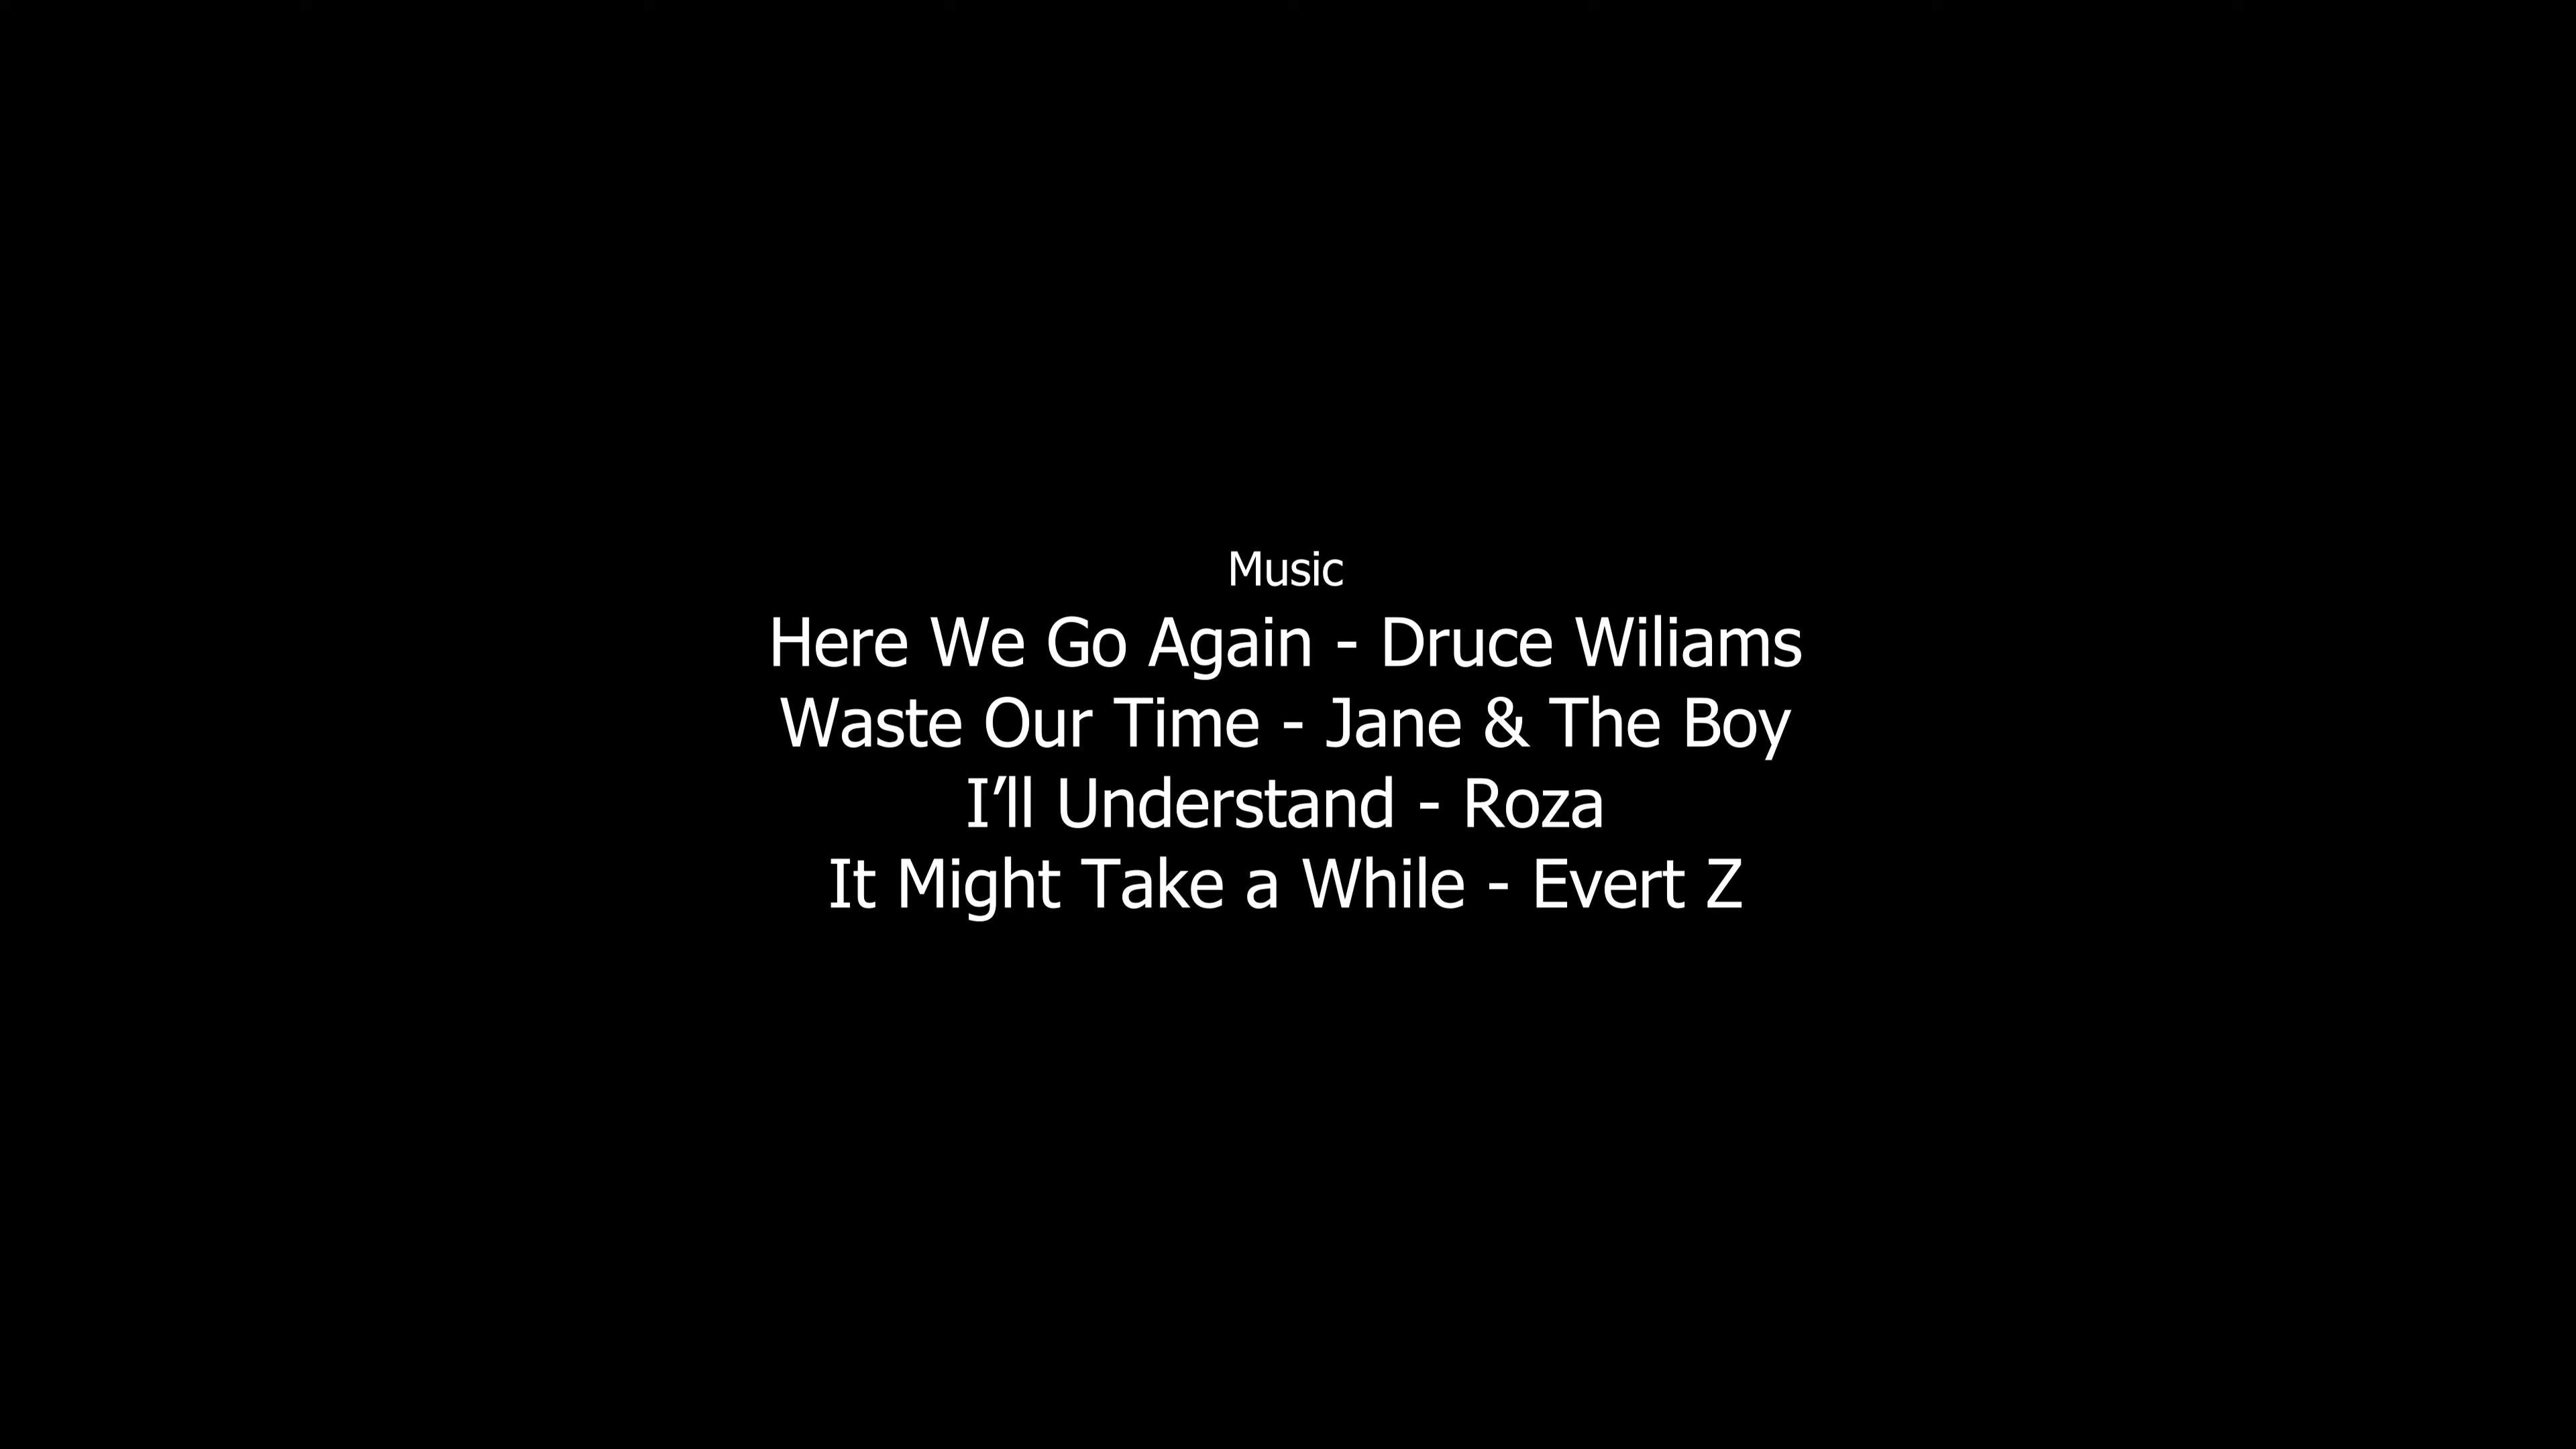 Music
Here We Go Again - Druce Wiliams
Waste Our Time - Jane & The Boy
I’ll Understand - Roza
It Might Take a While - Evert Z